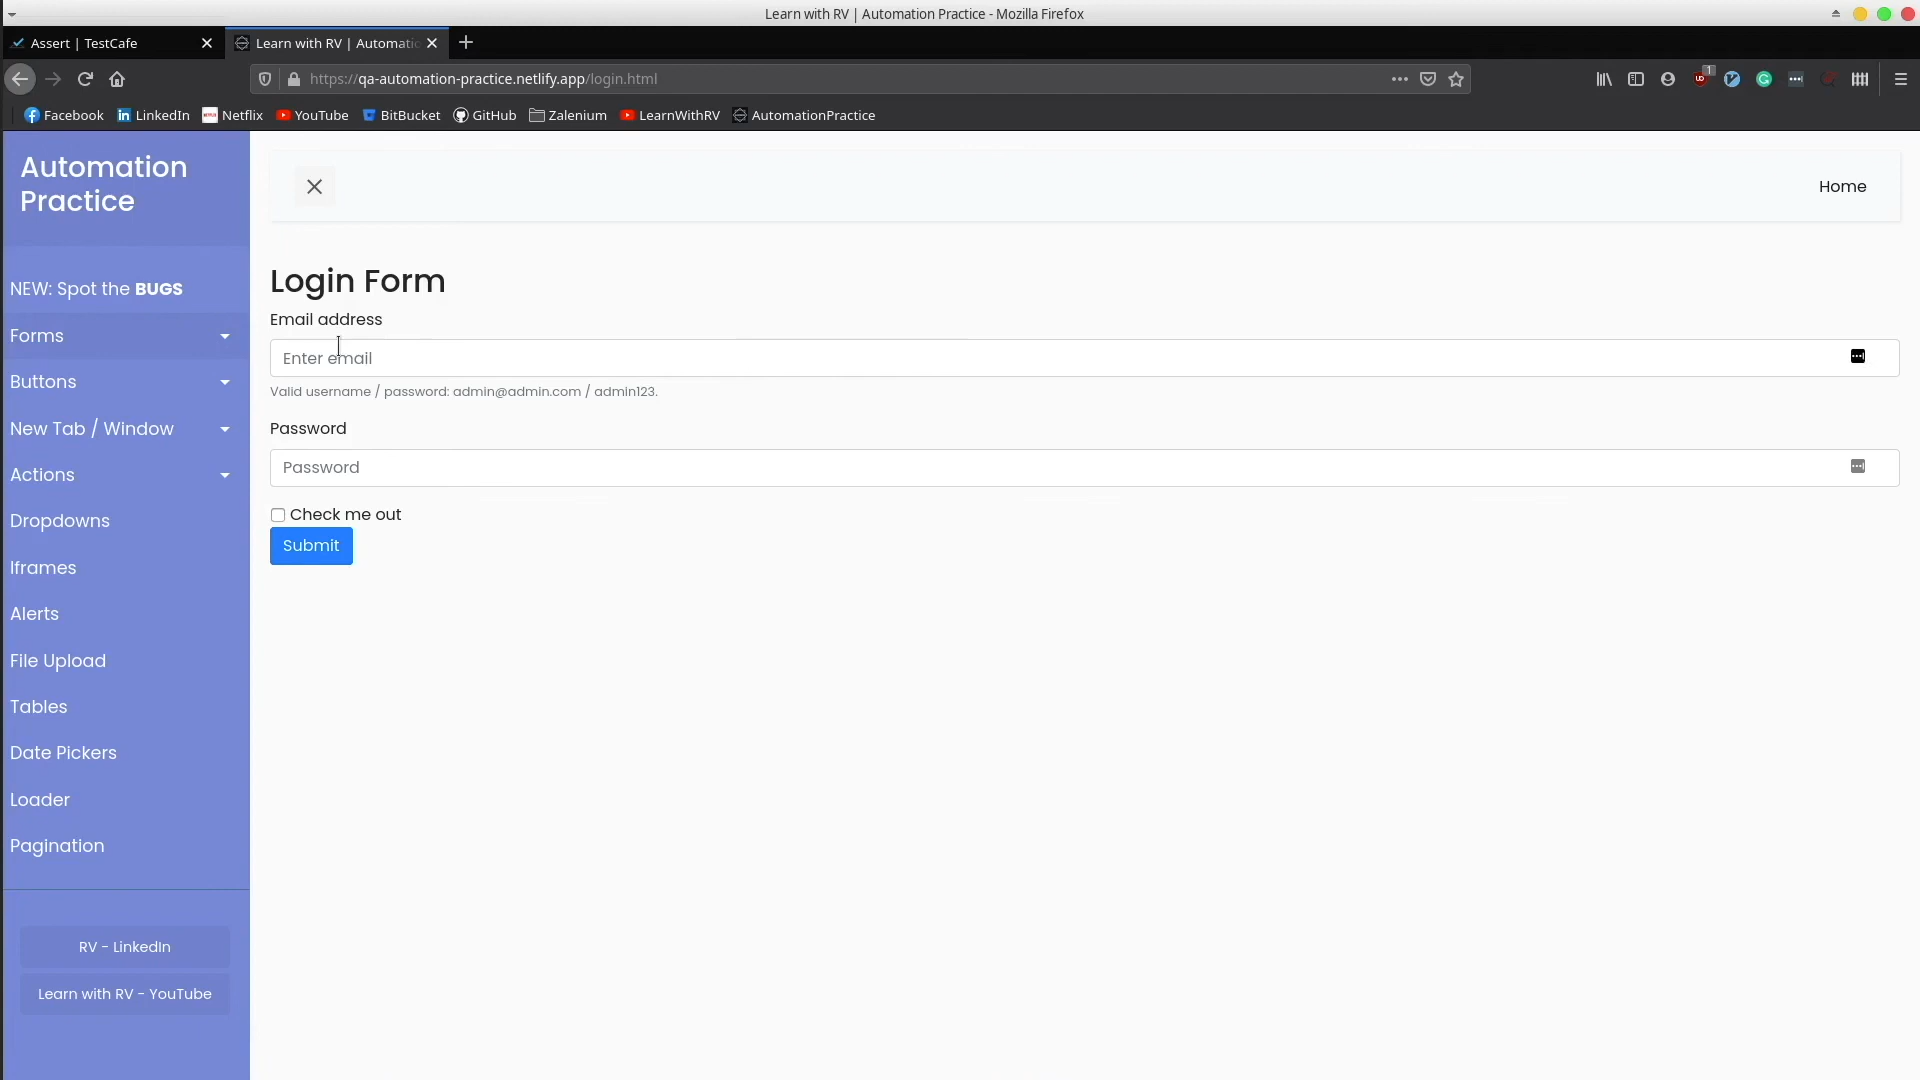 Learn with RV | Automation Practice - Mozilla Firefox
Assert | TestCafe
Learn with RV | Automatic
https://qa-automation-practice.netlify.app/login.html
1
Facebook
LinkedIn
Netflix
YouTube
BitBucket
GitHub
Zalenium
LearnWithRV
AutomationPractice
Automation
Practice
NEW: Spot the BUGS
Forms
Buttons
New Tab / Window
Actions
Dropdowns
Iframes
Alerts
File Upload
Tables
Date Pickers
Loader
Pagination
RV - LinkedIn
Learn with RV - YouTube
Home
Login Form
Email address
Enter email
Valid username / password: admin@admin.com / admin123.
Password
Password
Check me out
Submit